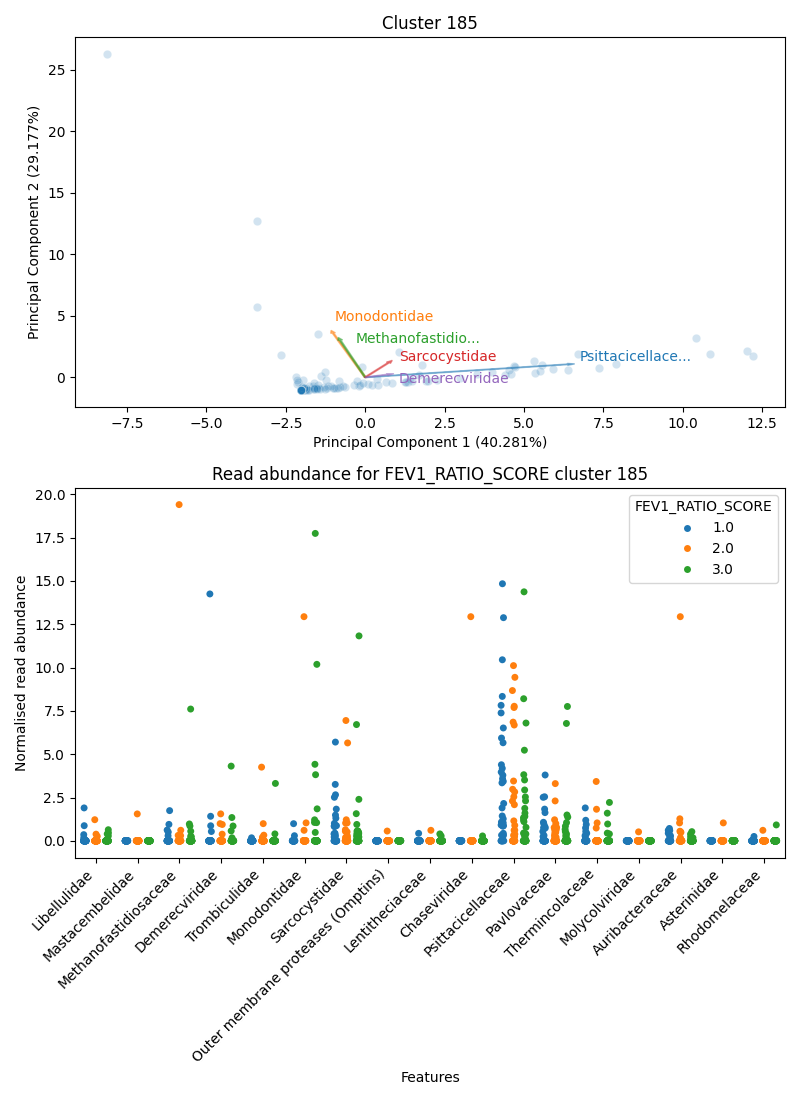 Cluster 185
25
20
15
10
5
0
Principal Component 2 (29.177%)
Monodontidae
Methanofastidio...
Sarcocystidae
Psittacicellace...
Demerecviridae
−7.5 −5.0 −2.5 0.0 2.5 5.0 7.5 10.0 12.5
Principal Component 1 (40.281%)
Read abundance for FEV1_RATIO_SCORE cluster 185
20.0
17.5
15.0
12.5
10.0
7.5
5.0
2.5
0.0
Normalised read abundance
FEV1_RATIO_SCORE
1.0
2.0
3.0
Libellulidae
Mastacembelidae
Methanofastidiosaceae
Demerecviridae
Trombiculidae
Monodontidae
Sarcocystidae
Outer membrane proteases (Omptins)
Lentitheciaceae
Chaseviridae
Psittacicellaceae
Pavlovaceae
Thermincolaceae
Molycolviridae
Auribacteraceae
Asterinidae
Rhodomelaceae
Features